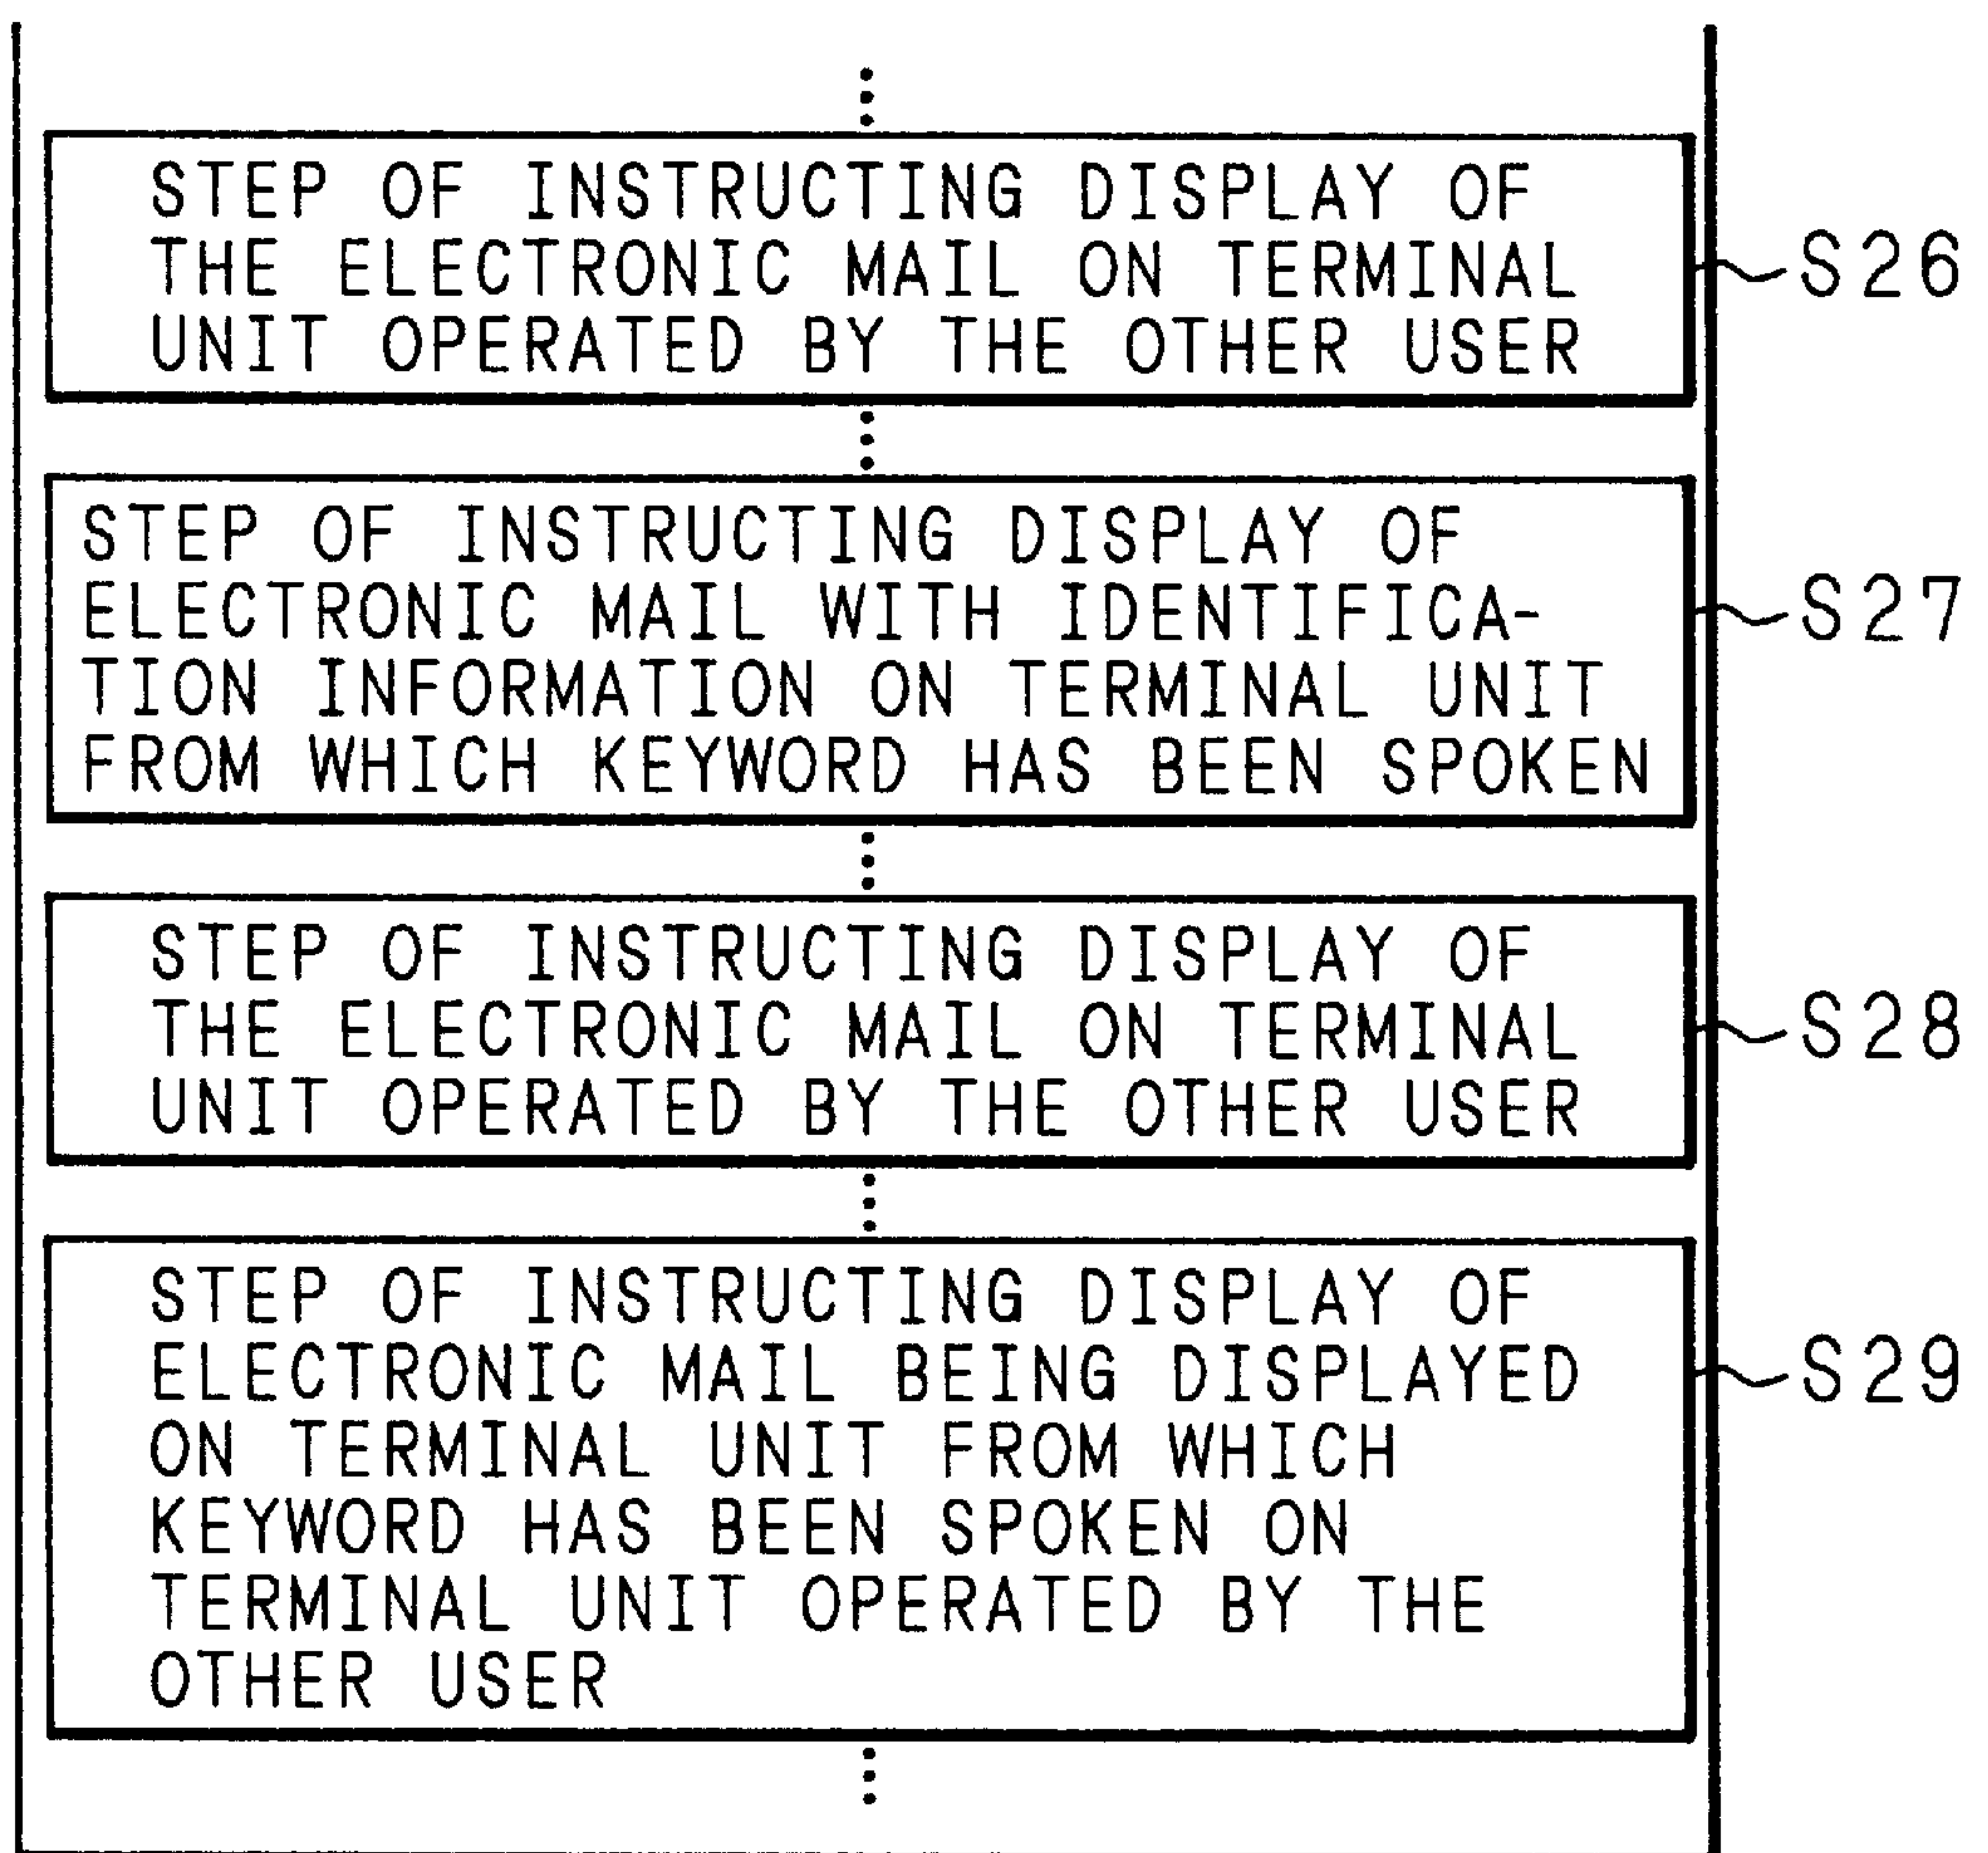 STEP OF INSTRUCTING DISPLAY OF
THE ELECTRONIC MAIL ON TERMINAL
UNIT OPERATED BY THE OTHER USER
S26
STEP OF INSTRUCTING DISPLAY OF
ELECTRONIC MAIL WITH IDENTIFICA-
TION INFORMATION ON TERMINAL UNIT
FROM WHICH KEYWORD HAS BEEN SPOKEN
S27
STEP OF INSTRUCTING DISPLAY OF
THE ELECTRONIC MAIL ON TERMINAL
UNIT OPERATED BY THE OTHER USER
S28
STEP OF INSTRUCTING DISPLAY OF
ELECTRONIC MAIL BEING DISPLAYED
ON TERMINAL UNIT FROM WHICH
KEYWORD HAS BEEN SPOKEN ON
TERMINAL UNIT OPERATED BY THE
OTHER USER
S29